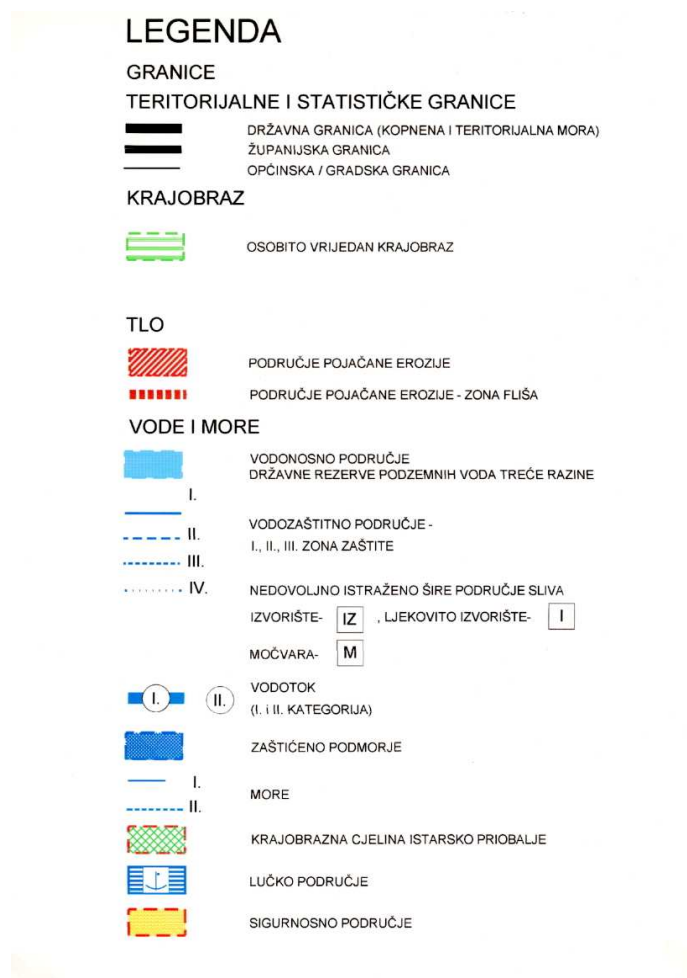 LEGENDA
GRANICE
TERITORIJALNE I STATISTIČKE GRANICE
DRŽAVNA GRANICA (KOPNENA I TERITORIJALNA MORA)
ŽUPANIJSKA GRANICA
OPĆINSKA / GRADSKA GRANICA
KRAJOBRAZ
OSOBITO VRIJEDAN KRAJOBRAZ
TLO
PODRUČJE POJAČANE EROZIJE
PODRUČJE POJAČANE EROZIJE - ZONA FLIŠA
VODE I MORE
VODONOSNO PODRUČJE
DRŽAVNE REZERVE PODZEMNIH VODA TREĆE RAZINE
I.
II. VODOZAŠTITNO PODRUČJE -
I., II., III. ZONA ZAŠTITE
III.
IV. NEDOVOLJNO ISTRAŽENO ŠIRE PODRUČJE SLIVA
IZVORIŠTE- IZ , LJEKOVITO IZVORIŠTE- I
MOČVARA- M
I. II. VODOTOK
(I. i II. KATEGORIJA)
ZAŠTIĆENO PODMORJE
I.
MORE
II.
KRAJOBRAZNA CJELINA ISTARSKO PRIOBALJE
LUČKO PODRUČJE
SIGURNOSNO PODRUČJE